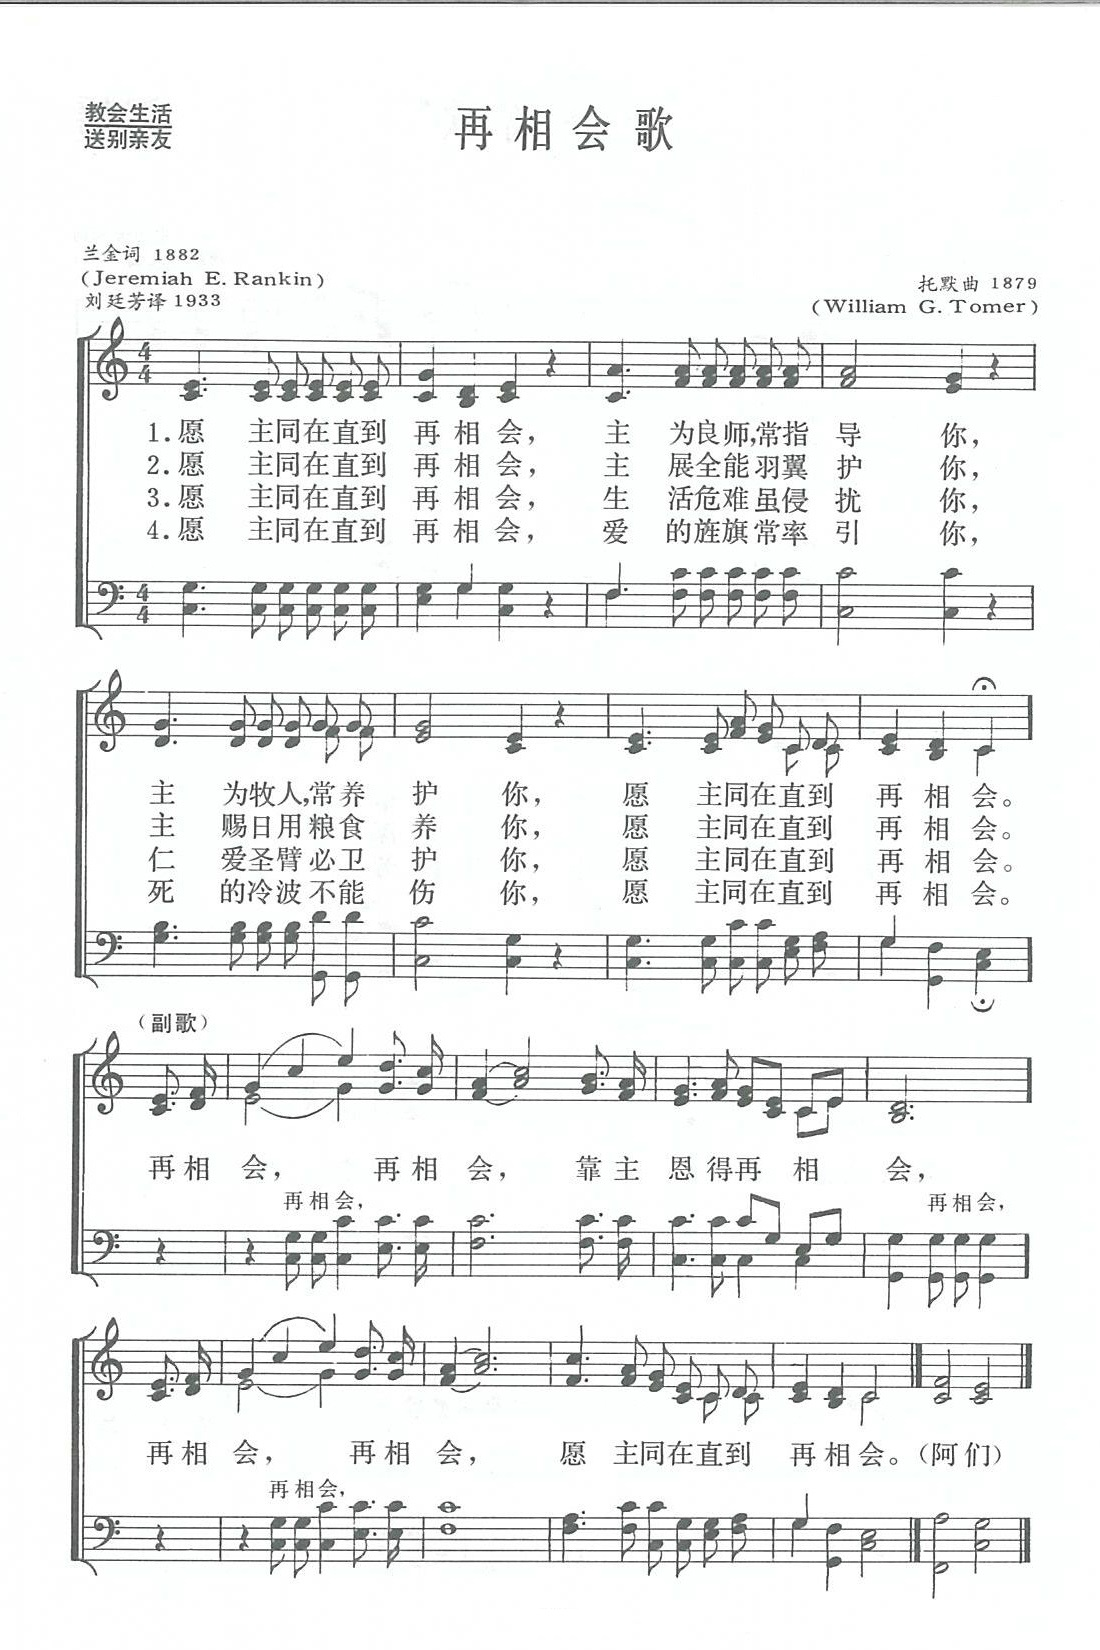 教会生活
送别亲友
再相会歌
兰金词 1882
(Jeremiah E. Rankin)
刘廷芳译 1933
托默曲 1879
(William G. Tomer)
1.愿 主同在直到 再相会, 主 为良师,常指 导 你,
2.愿 主同在直到 再相会, 主 展全能羽翼 护 你,
3.愿 主同在直到 再相会, 生 活危难虽侵 扰 你,
4.愿 主同在直到 再相会, 爱 的旌旗常率 引 你,
主 为牧人,常养 护 你, 愿 主同在直到 再相会。
主 赐日用粮食 养 你, 愿 主同在直到 再相会。
仁 爱圣臂必卫 护 你, 愿 主同在直到 再相会。
死 的冷波不能 伤 你, 愿 主同在直到 再相会。
(副歌)
再相 会, 再相 会, 靠主 恩得再 相 会,
再相会, 再相会,
再相 会, 再相 会, 愿 主同在直到 再相会。(阿们)
再相会,